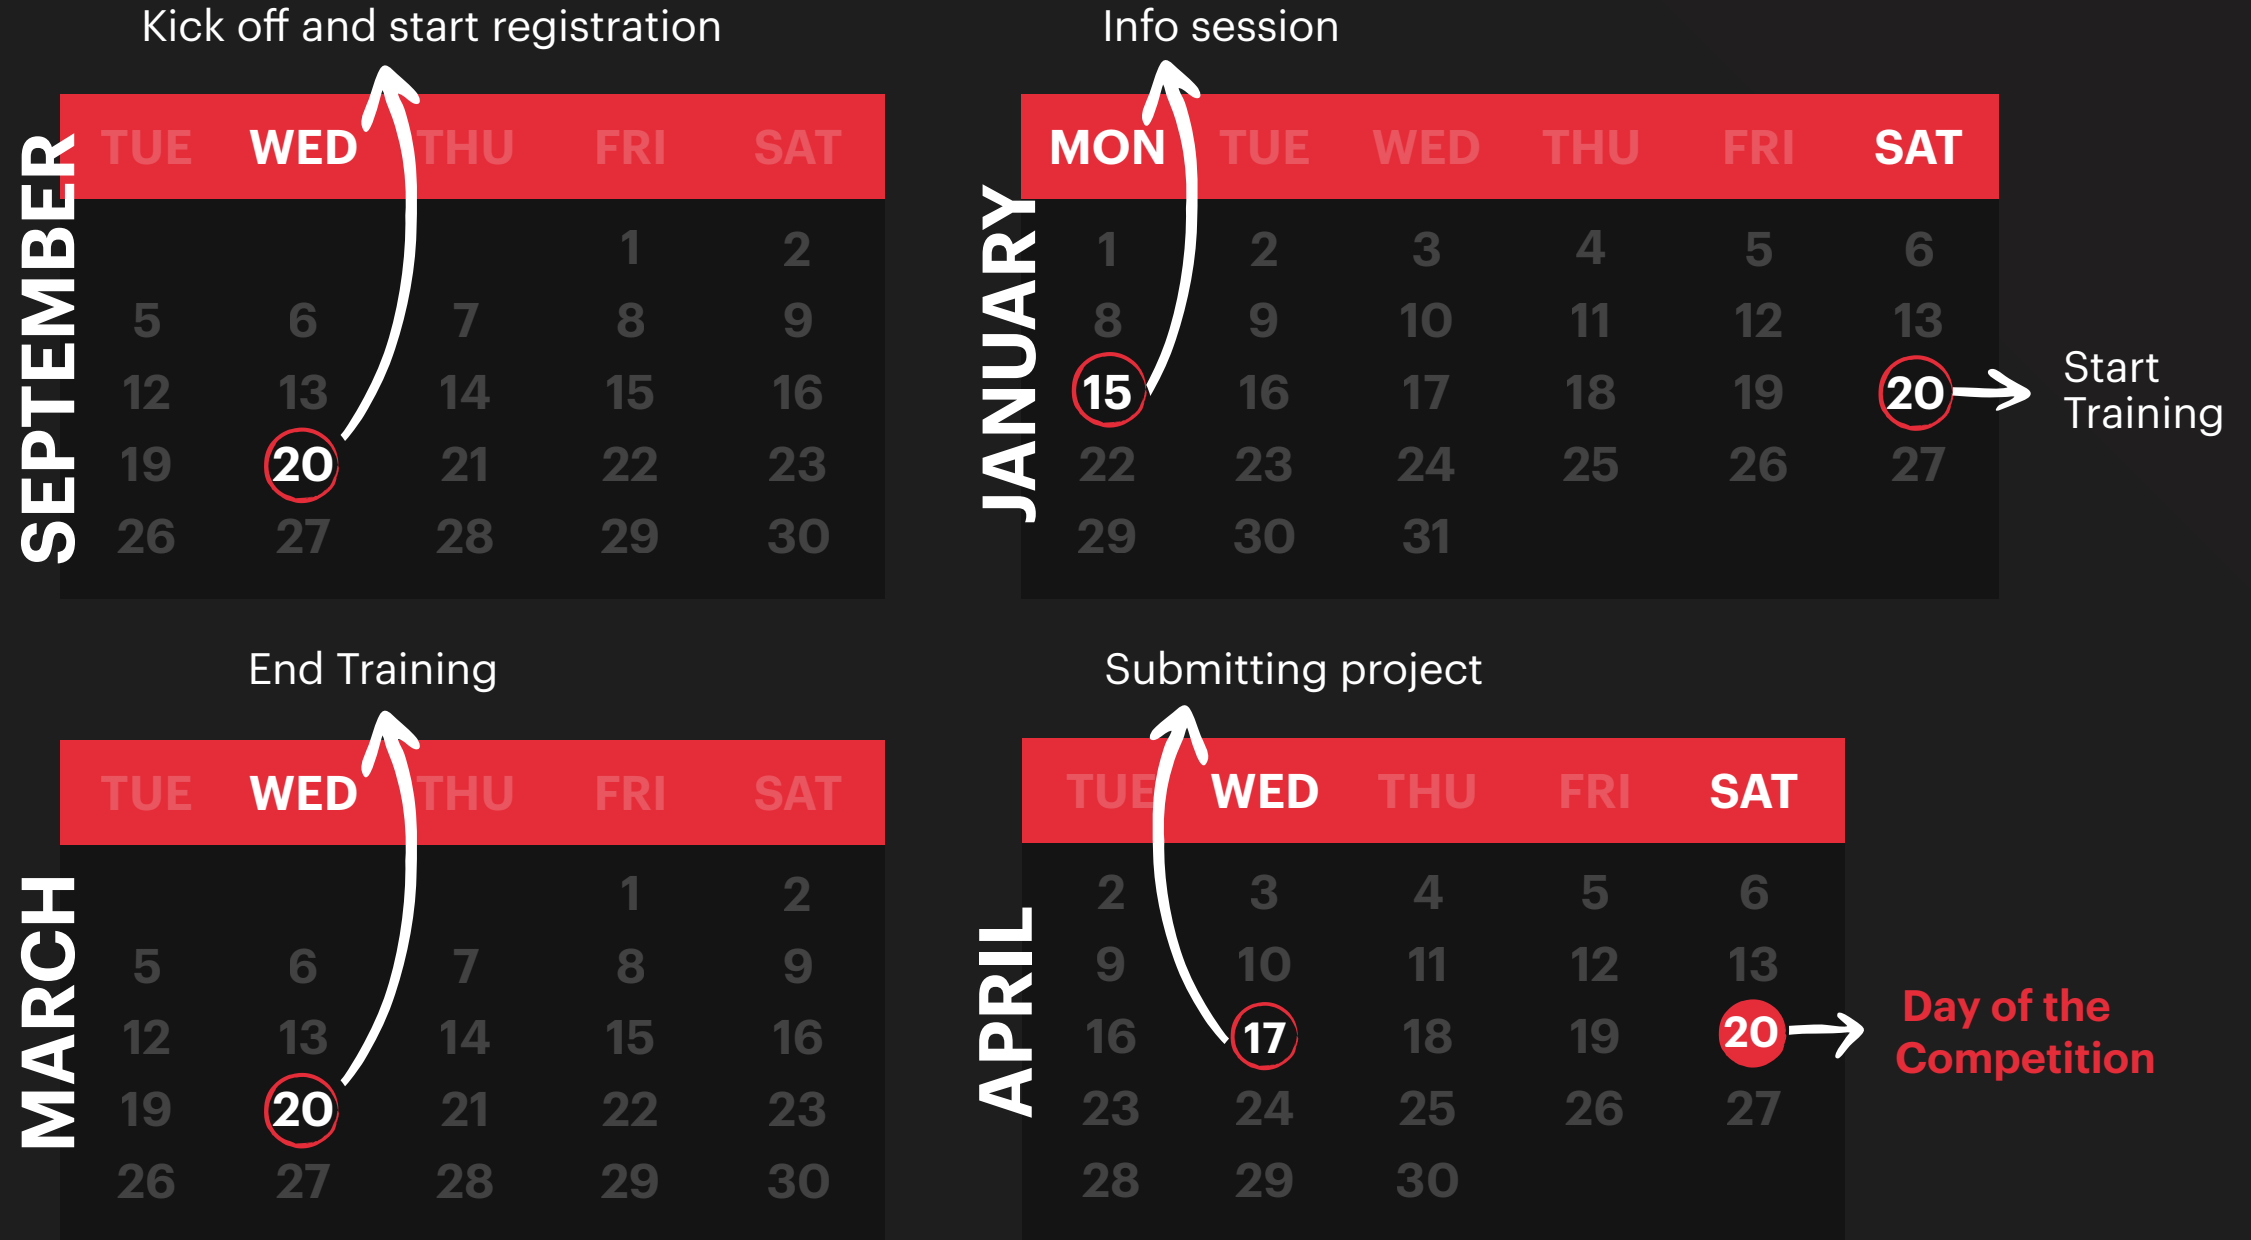 Kick off and start registration
SEPTEMBER
TUE WED THU FRI SAT
1 2
5 6 7 8 9
12 13 14 15 16
19 20 21 22 23
26 27 28 29 30
Info session
JANUARY
MON TUE WED THU FRI SAT
1 2 3 4 5 6
8 9 10 11 12 13
15 16 17 18 19 20
22 23 24 25 26 27
29 30 31
Start
Training
End Training
MARCH
TUE WED THU FRI SAT
1 2
5 6 7 8 9
12 13 14 15 16
19 20 21 22 23
26 27 28 29 30
Submitting project
APRIL
TUE WED THU FRI SAT
2 3 4 5 6
9 10 11 12 13
16 17 18 19 20
23 24 25 26 27
28 29 30
Day of the
Competition